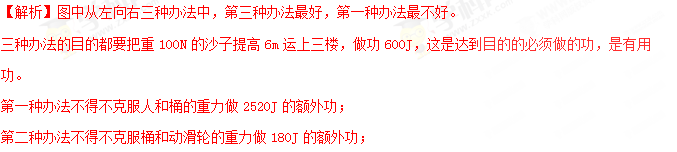 【解析】图中从左向右三种办法中，第三种办法最好，第一种办法最不好。
三种办法的目的都要把重 100N 的沙子提高 6m 运上三楼，做功 600J，这是达到目的的必须做的功，是有用
功。
第一种办法不得不克服人和桶的重力做 2520J 的额外功；
第二种办法不得不克服桶和动滑轮的重力做 180J 的额外功；